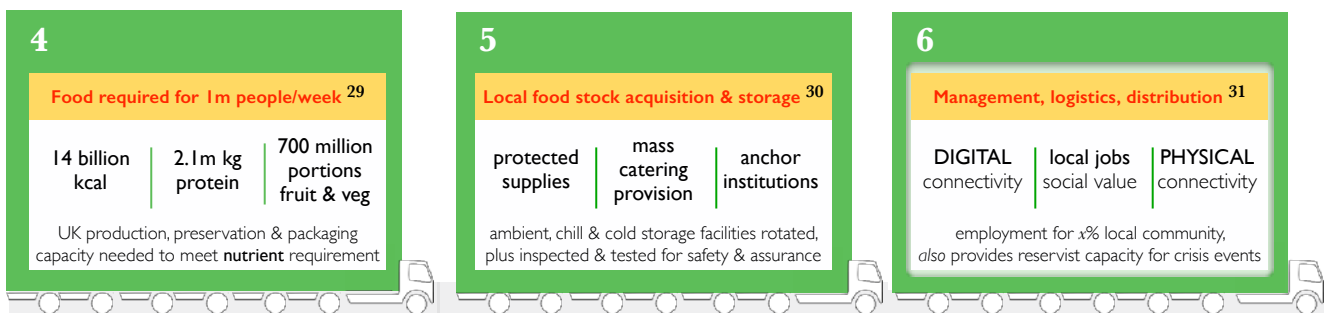 4
Food required for 1m people/week 29
14 billion
kcal
2.1m kg
protein
700 million
portions
fruit & veg
UK production, preservation & packaging
capacity needed to meet nutrient requirement
5
Local food stock acquisition & storage 30
protected
supplies
mass
catering
provision
anchor
institutions
ambient, chill & cold storage facilities rotated,
plus inspected & tested for safety & assurance
6
Management, logistics, distribution 31
DIGITAL
connectivity
local jobs
social value
PHYSICAL
connectivity
employment for x% local community,
also provides reservist capacity for crisis events